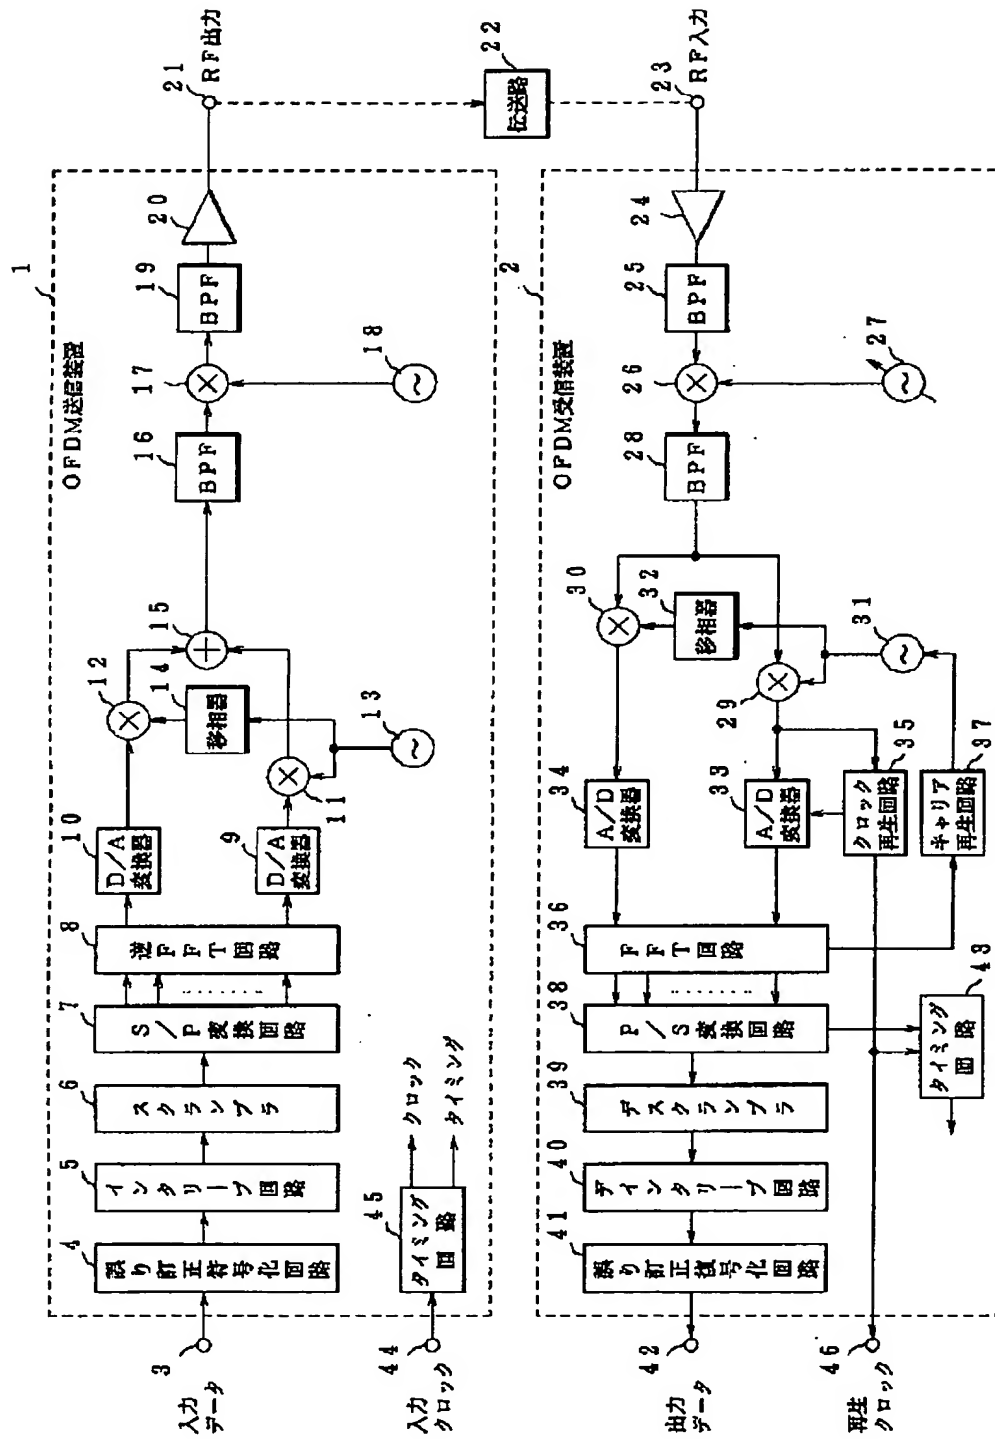 1
OFDM送信装置
入力
データ
3
4
誤り訂正符号化回路
5
インタリーブ回路
6
スクランブラ
7
S/P変換回路
8
逆FFT回路
10
D/A
変換器
9
D/A
変換器
12
11
14
移相器
13
15
16
BPF
17
18
19
BPF
20
21
RF出力
入力
クロック
44
45
タイミング
回路
クロック
タイミング
22
伝送路
2
OFDM受信装置
23
RF入力
24
25
BPF
26
27
28
BPF
30
32
移相器
29
31
34
A/D
変換器
33
A/D
変換器
35
クロック
再生回路
37
キャリア
再生回路
36
FFT回路
38
P/S変換回路
39
デスクランブラ
40
デインタリーブ回路
41
誤り訂正復号化回路
43
タイミング
回路
42
出力
データ
46
再生
クロック